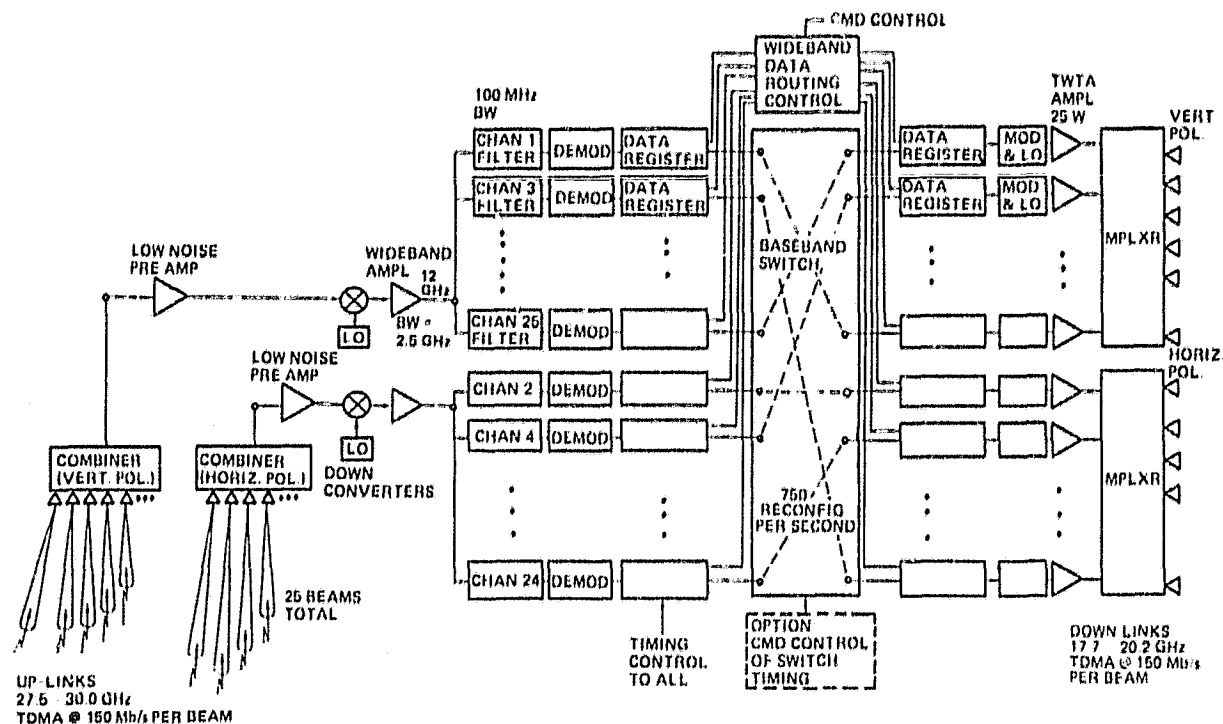 CMD CONTROL
WIDEBAND
DATA
ROUTING
CONTROL
100 MHz
BW
TWTA
AMPL
25 W
VERT
POL.
CHAN 1
FILTER
DEMOD
DATA
REGISTER
DATA
REGISTER
MOD
& LO
CHAN 3
FILTER
DEMOD
DATA
REGISTER
DATA
REGISTER
MOD
& LO
LOW NOISE
PRE AMP
WIDEBAND
AMPL
12
GHz
BASEBAND
SWITCH
MPLXR
LO
BW =
2.5 GHz
CHAN 25
FILTER
DEMOD
HORIZ.
POL.
LOW NOISE
PRE AMP
CHAN 2
DEMOD
LO
CHAN 4
DEMOD
COMBINER
(VERT. POL.)
COMBINER
(HORIZ. POL.)
DOWN
CONVERTERS
MPLXR
750
RECONFIG
PER SECOND
CHAN 24
DEMOD
25 BEAMS
TOTAL
TIMING
CONTROL
TO ALL
OPTION
CMD CONTROL
OF SWITCH
TIMING
DOWN LINKS
17.7 20.2 GHz
TDMA @ 150 Mb/s
PER BEAM
UP-LINKS
27.5 - 30.0 GHz
TDMA @ 150 Mb/s PER BEAM